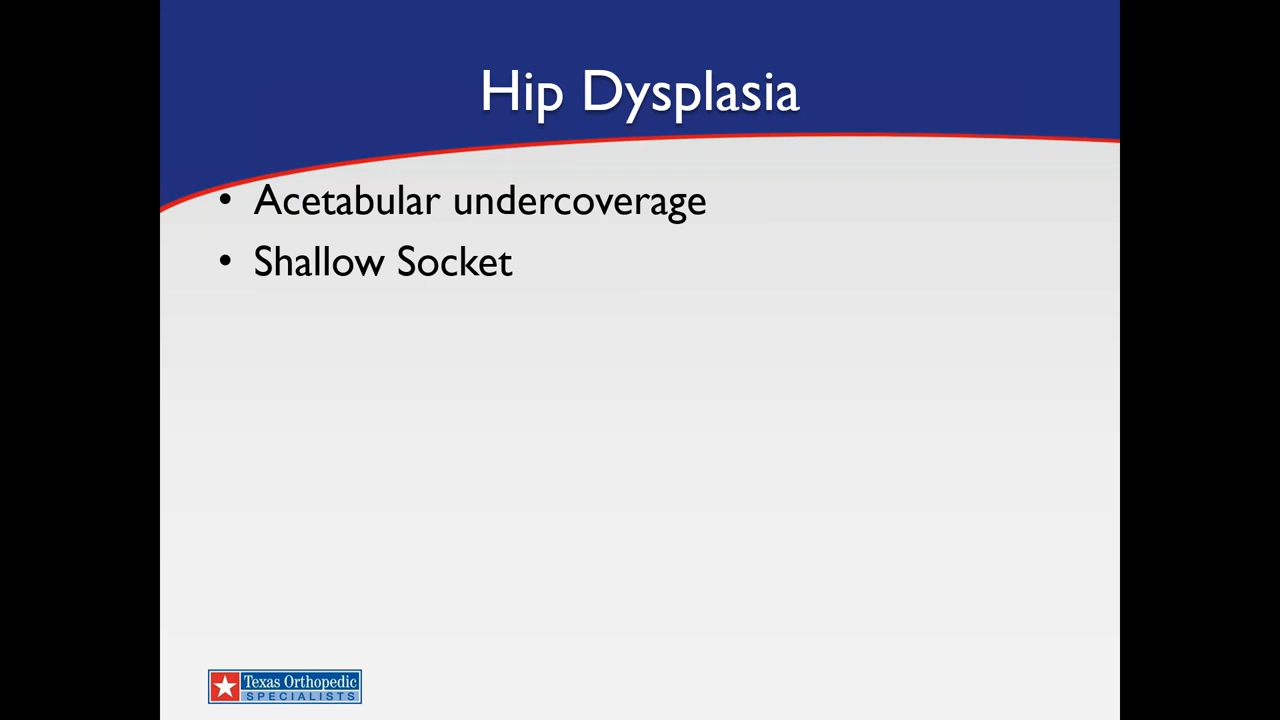 Hip Dysplasia
• Acetabular undercoverage
• Shallow Socket
Texas Orthopedic
SPECIALISTS